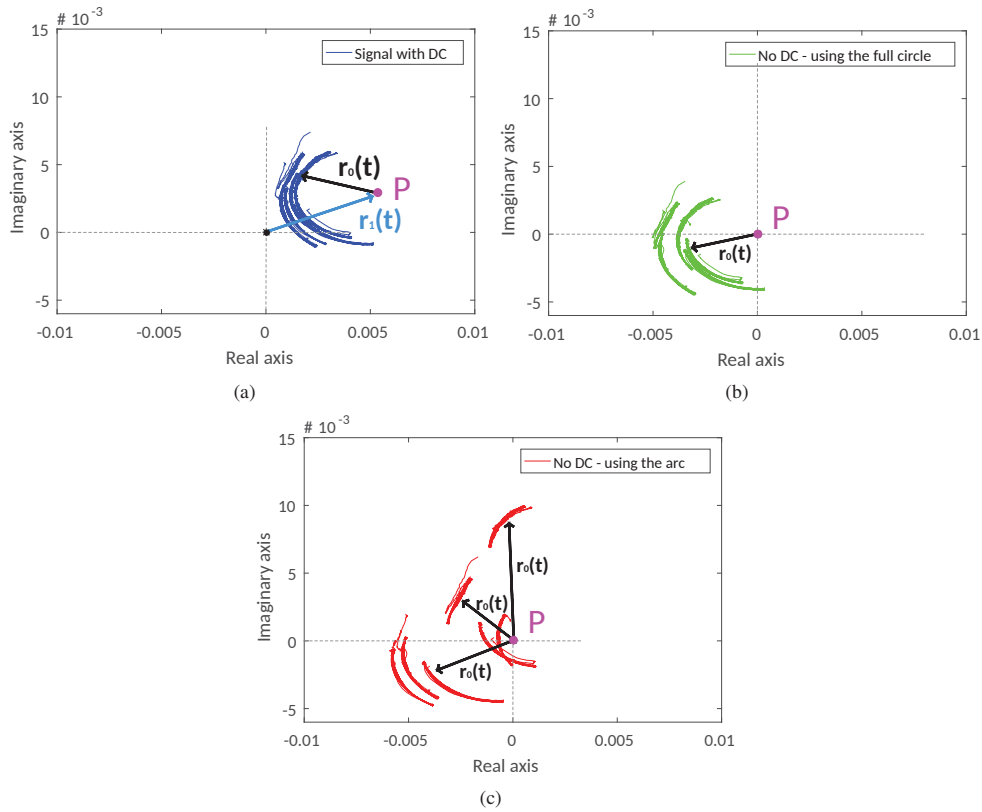 # 10 -3
15
10
5
0
-5
Imaginary axis
Signal with DC
r0(t)
P
r1(t)
-0.01 -0.005 0 0.005 0.01
Real axis
(a)
# 10 -3
15
10
5
0
-5
Imaginary axis
No DC - using the full circle
P
r0(t)
-0.01 -0.005 0 0.005 0.01
Real axis
(b)
# 10 -3
15
10
5
0
-5
Imaginary axis
No DC - using the arc
r0(t)
r0(t)
P
r0(t)
-0.01 -0.005 0 0.005 0.01
Real axis
(c)